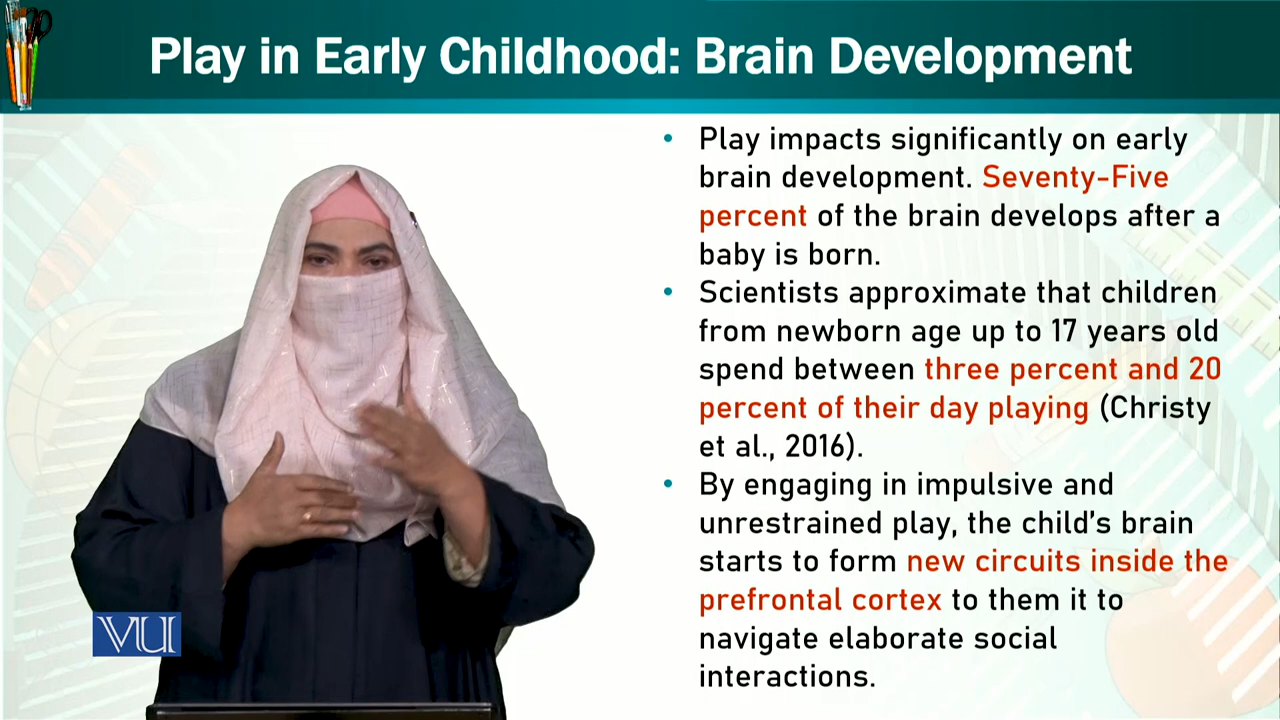 Play in Early Childhood: Brain Development
• Play impacts significantly on early
brain development. Seventy-Five
percent of the brain develops after a
baby is born.
• Scientists approximate that children
from newborn age up to 17 years old
spend between three percent and 20
percent of their day playing (Christy
et al., 2016).
• By engaging in impulsive and
unrestrained play, the child's brain
starts to form new circuits inside the
prefrontal cortex to them it to
navigate elaborate social
interactions.
VU